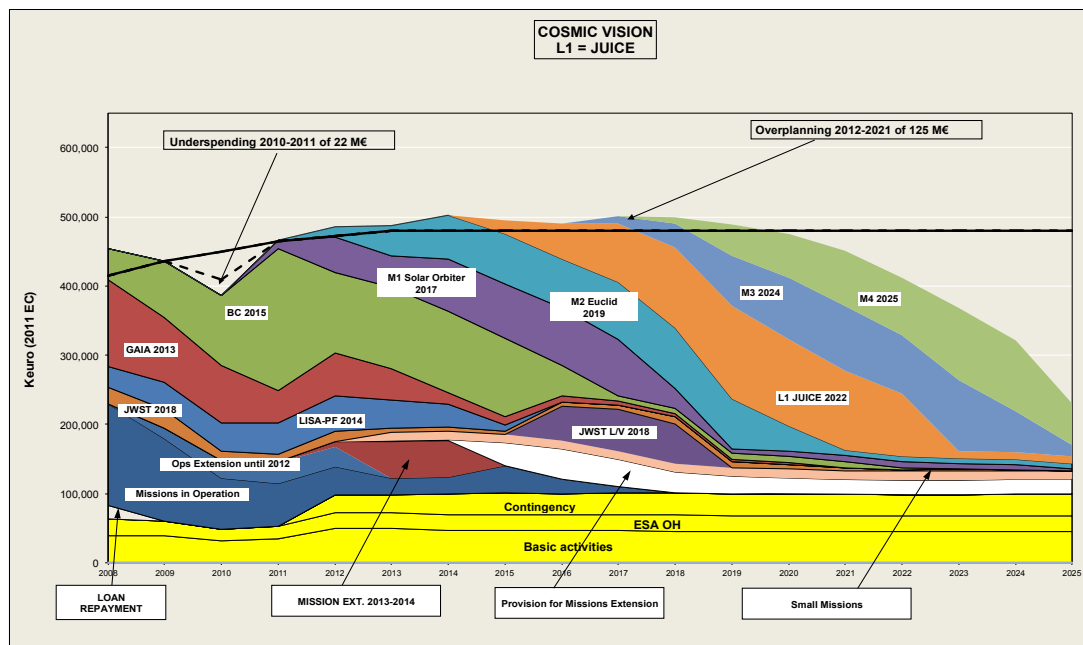 COSMIC VISION
L1 = JUICE
Underspending 2010-2011 of 22 M€
Overplanning 2012-2021 of 125 M€
Keuro (2011 EC)
600,000
500,000
400,000
300,000
200,000
100,000
0
BC 2015
M1 Solar Orbiter
2017
M2 Euclid
2019
M3 2024
M4 2025
GAIA 2013
JWST 2018
LISA-PF 2014
L1 JUICE 2022
JWST L/V 2018
Ops Extension until 2012
Missions in Operation
Contingency
ESA OH
Basic activities
2008
2009
2010
2011
2012
2013
2014
2015
2016
2017
2018
2019
2020
2021
2022
2023
2024
2025
LOAN
REPAYMENT
MISSION EXT. 2013-2014
Provision for Missions Extension
Small Missions